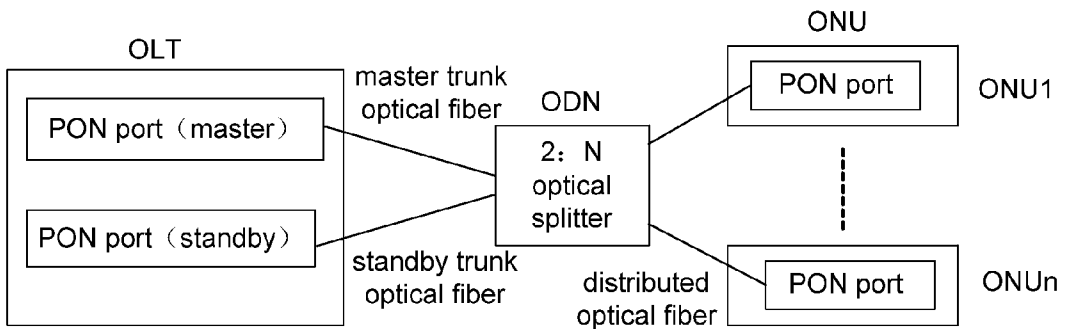 OLT
PON port（master）
PON port（standby）
master trunk
optical fiber
standby trunk
optical fiber
ODN
2：N
optical
splitter
distributed
optical fiber
ONU
PON port
ONU1
PON port
ONUn